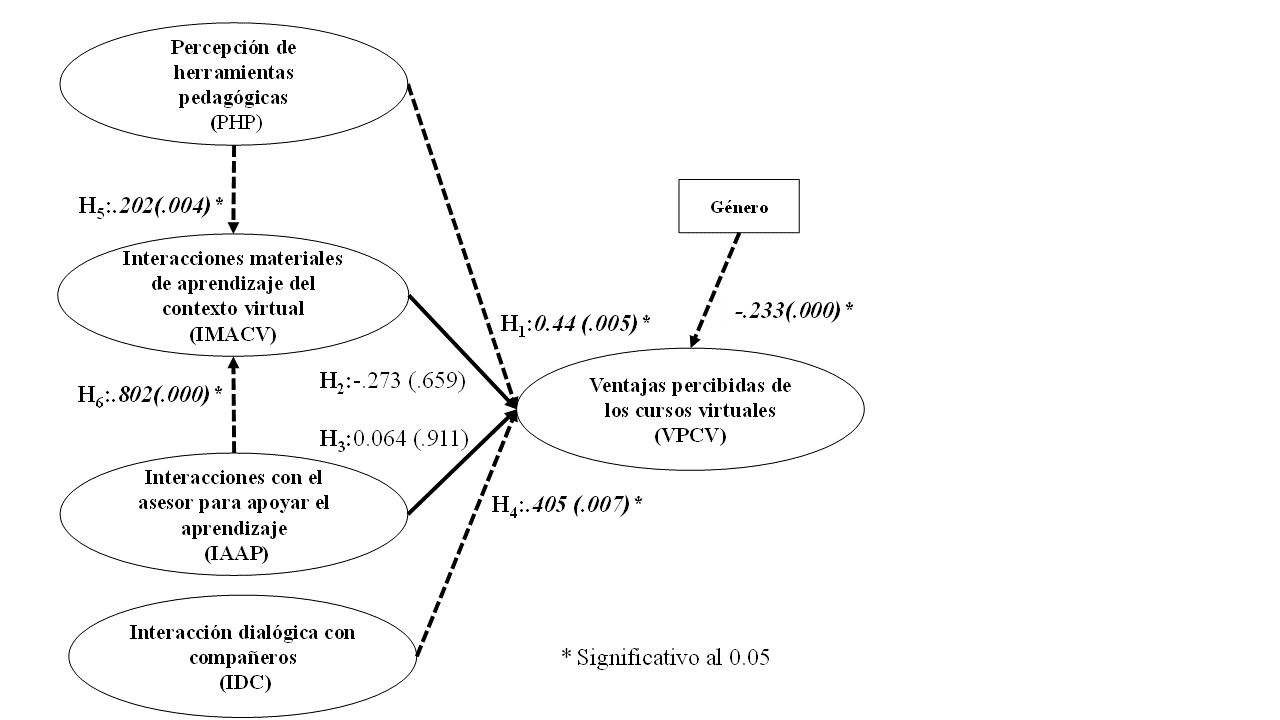 Percepción de
herramientas
pedagógicas
(PHP)
H5:.202(.004)*
Género
Interacciones materiales
de aprendizaje del
contexto virtual
(IMACV)
-.233(.000)*
H1:0.44 (.005)*
H2:-.273 (.659)
H6:.802(.000)*
Ventajas percibidas de
los cursos virtuales
(VPCV)
H3:0.064 (.911)
Interacciones con el
asesor para apoyar el
aprendizaje
(IAAP)
H4:.405 (.007)*
Interacción dialógica con
compañeros
(IDC)
* Significativo al 0.05